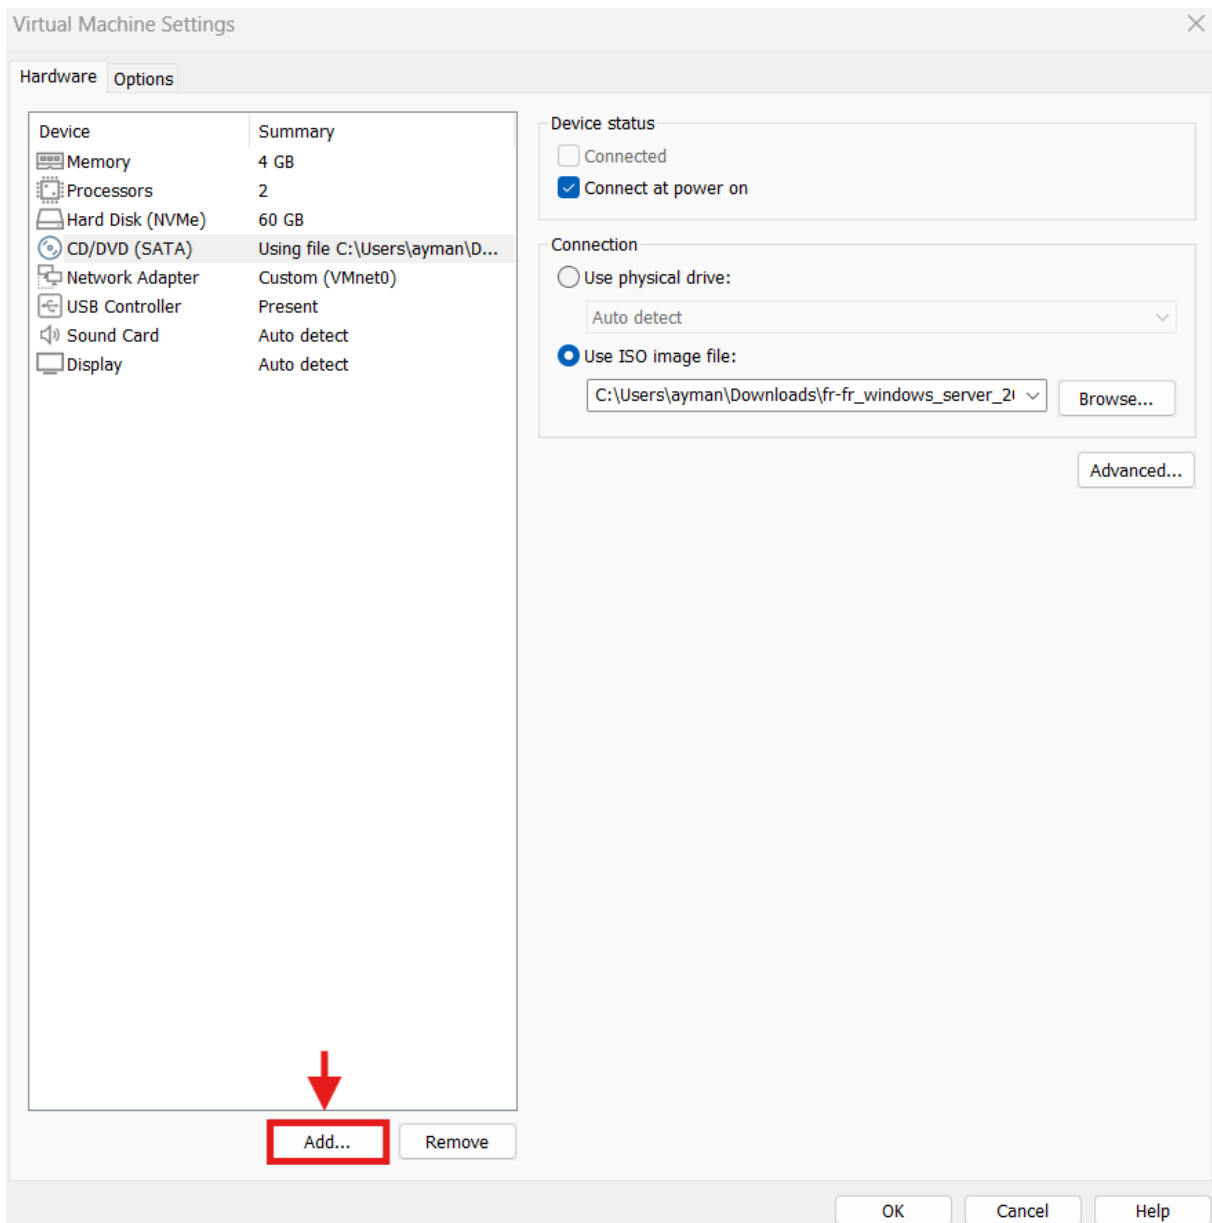 Virtual Machine Settings
Hardware Options
Device Summary
Memory 4 GB
Processors 2
Hard Disk (NVMe) 60 GB
CD/DVD (SATA) Using file C:\Users\ayman\D...
Network Adapter Custom (VMnet0)
USB Controller Present
Sound Card Auto detect
Display Auto detect
Add... Remove
Device status
Connected
Connect at power on
Connection
Use physical drive:
Auto detect
Use ISO image file:
C:\Users\ayman\Downloads\fr-fr_windows_server_20 Browse...
Advanced...
OK Cancel Help